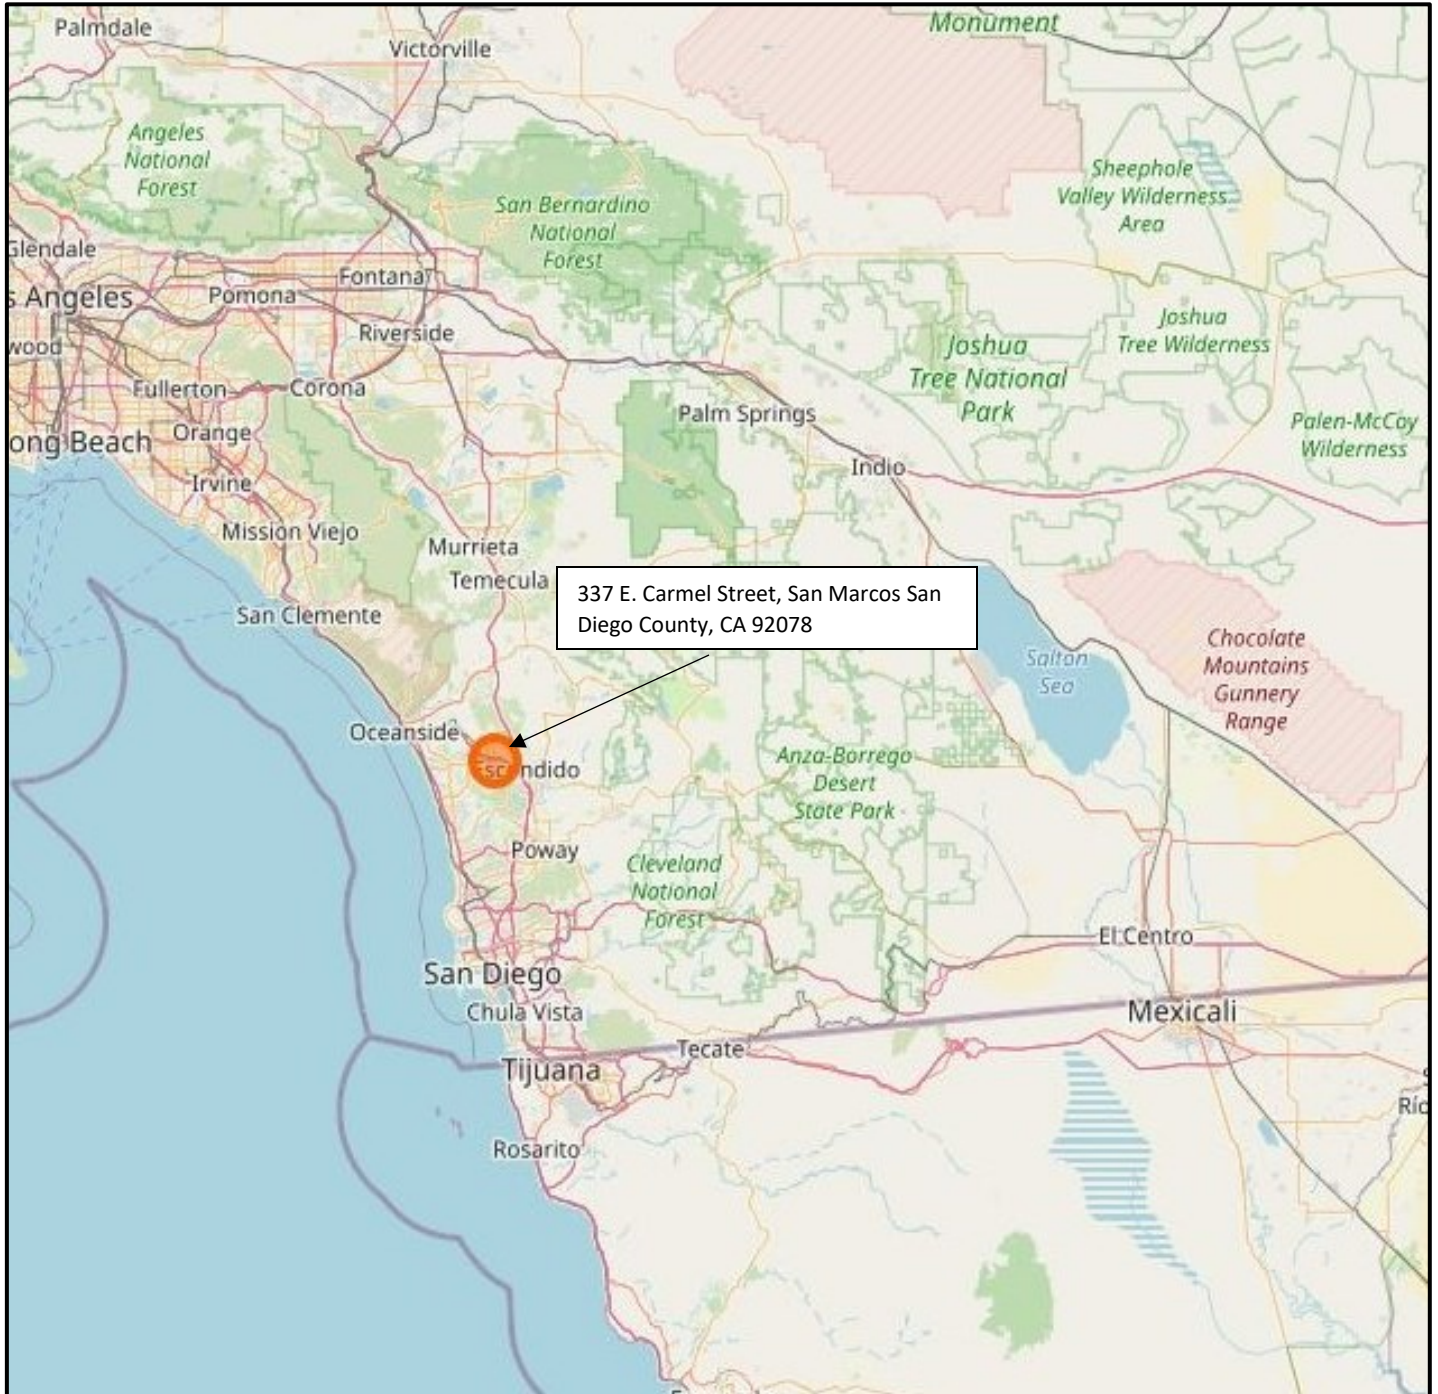 Palmdale
Victorville
Monument
Angeles
National
Forest
San Bernardino
National
Forest
Sheephole
Valley Wilderness
Area
Glendale
Fontana
s Angeles
Pomona
Riverside
wood
Joshua
Tree Wilderness
Joshua
Tree National
Park
Fullerton
Corona
Palm Springs
Palen-McCoy
Wilderness
ong Beach
Orange
Irvine
Indio
Mission Viejo
Murrieta
Temecula
337 E. Carmel Street, San Marcos San
Diego County, CA 92078
San Clemente
Salton
Sea
Chocolate
Mountains
Gunnery
Range
Oceanside
Escondido
Anza-Borrego
Desert
State Park
Poway
Cleveland
National
Forest
El Centro
San Diego
Chula Vista
Mexicali
Tecate
Tijuana
Río
Rosarito